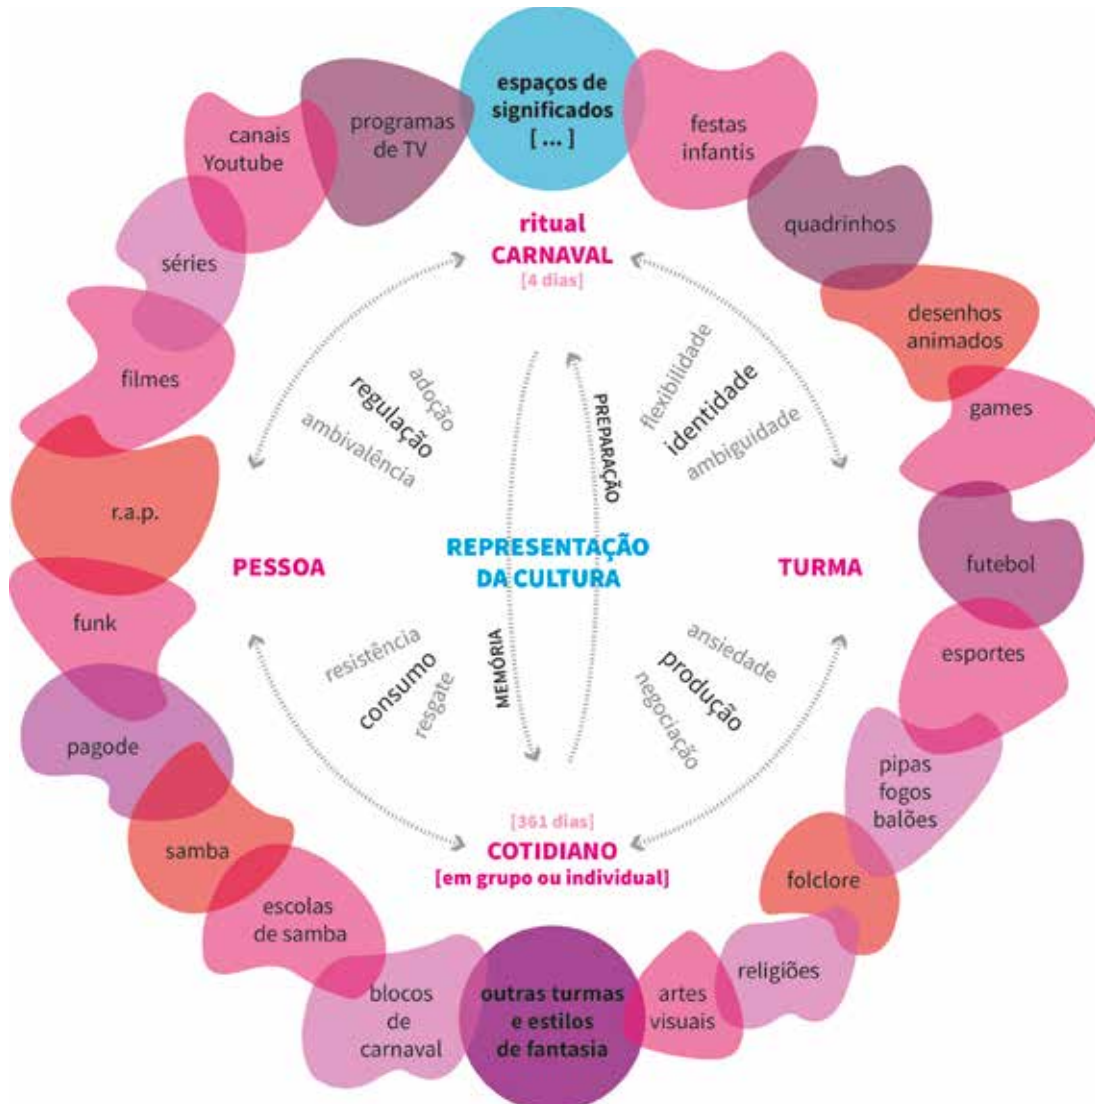 espaços de
significados
[ ... ]
festas
infantis
quadrinhos
desenhos
animados
games
futebol
esportes
pipas
fogos
balões
folclore
religiões
artes
visuais
outras turmas
e estilos
de fantasia
blocos
de
carnaval
escolas
de samba
samba
pagode
funk
r.a.p.
filmes
séries
canais
Youtube
programas
de TV
ritual
CARNAVAL
[4 dias]
adoção
regulação
ambivalência
flexibilidade
identidade
ambiguidade
PREPARAÇÃO
PESSOA
REPRESENTAÇÃO
DA CULTURA
TURMA
resistência
consumo
resgate
MEMÓRIA
ansiedade
produção
negociação
[361 dias]
COTIDIANO
[em grupo ou individual]